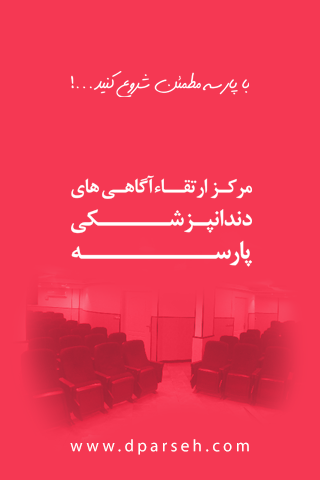 با پارسه مطمئن شروع کنید...!
مرکز ارتقاء آگاهی های
دندانپزشکی
پارسه
www.dparseh.com